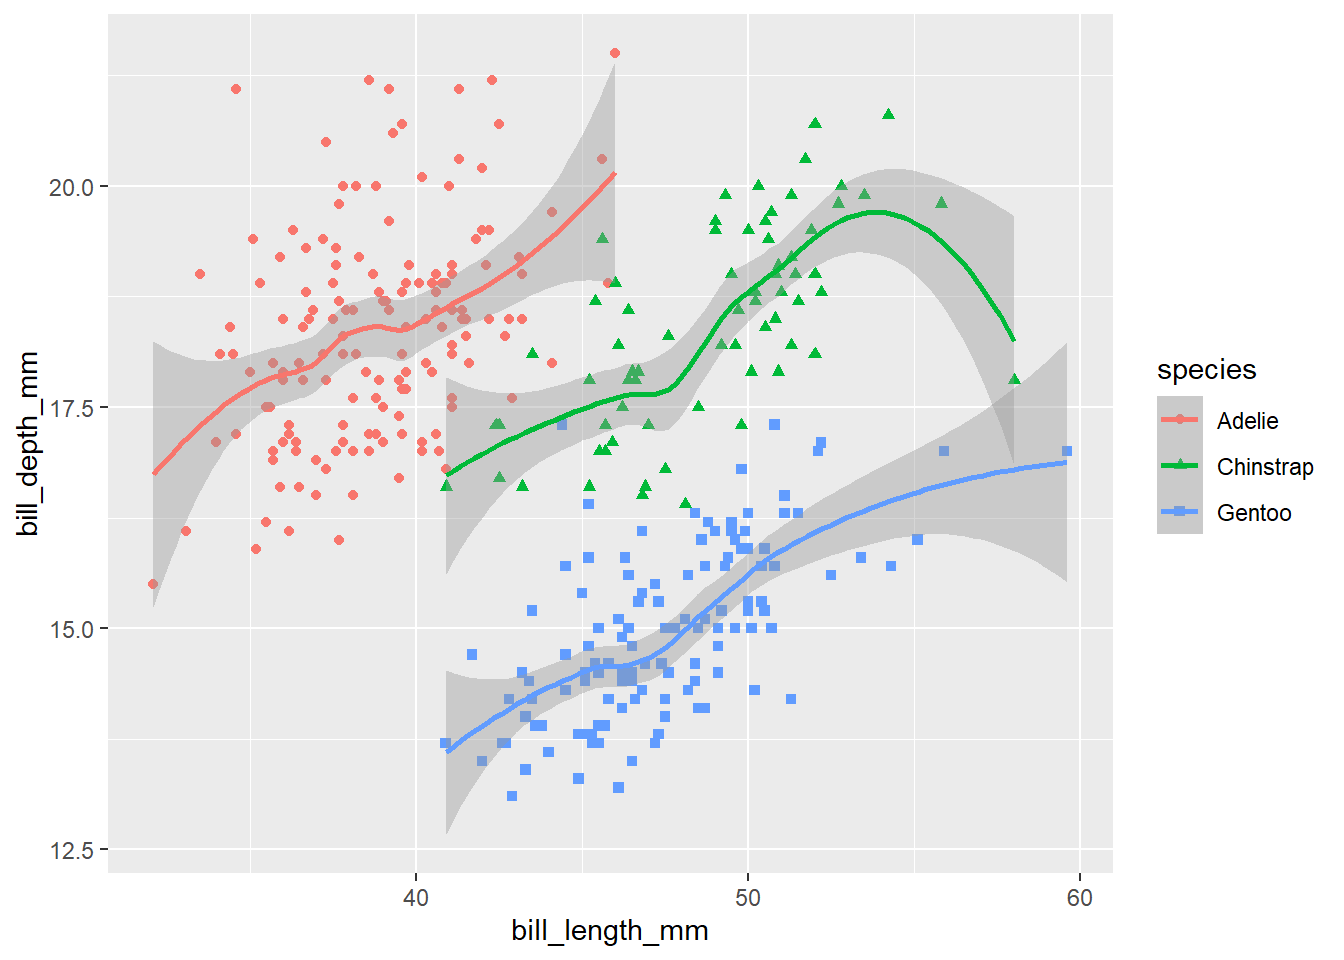 20.0
17.5
15.0
12.5
bill_depth_mm
40
50
60
bill_length_mm
species
Adelie
Chinstrap
Gentoo